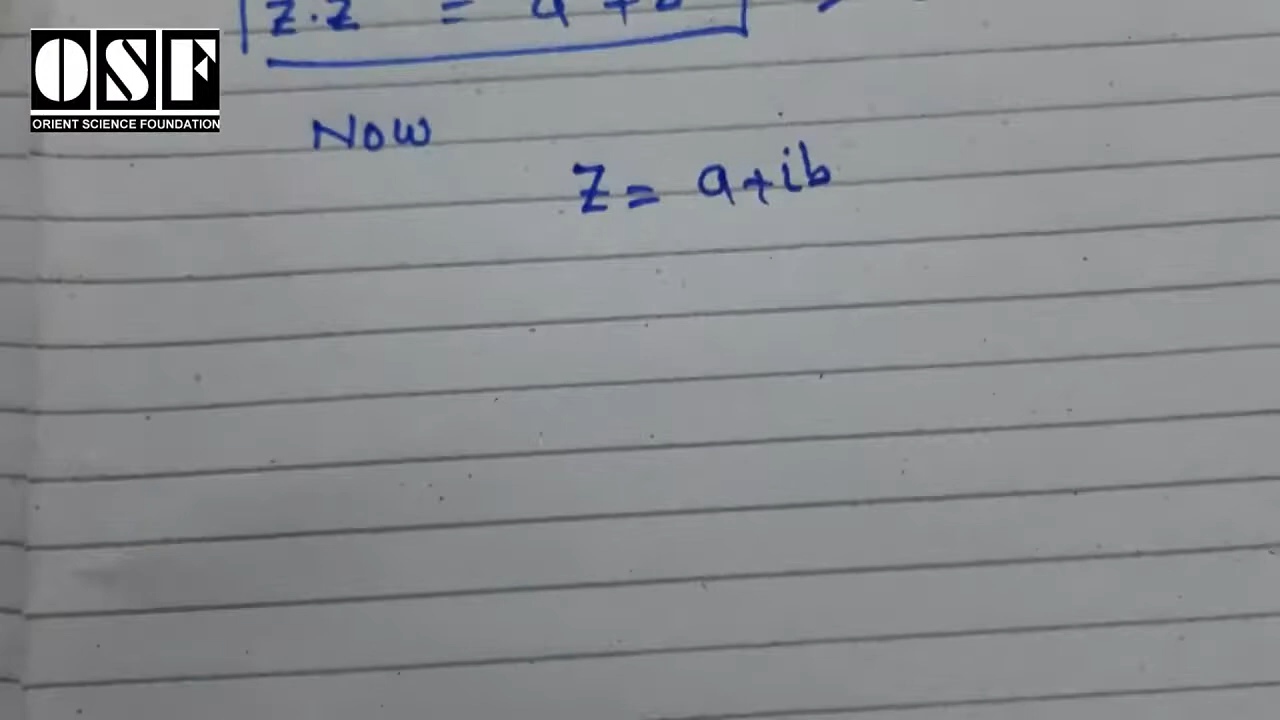 z.z = a + b
OSF
ORIENT SCIENCE FOUNDATION
Now
Z = a+ib